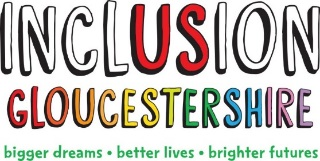 INCLUSION
GLOUCESTERSHIRE
bigger dreams • better lives • brighter futures